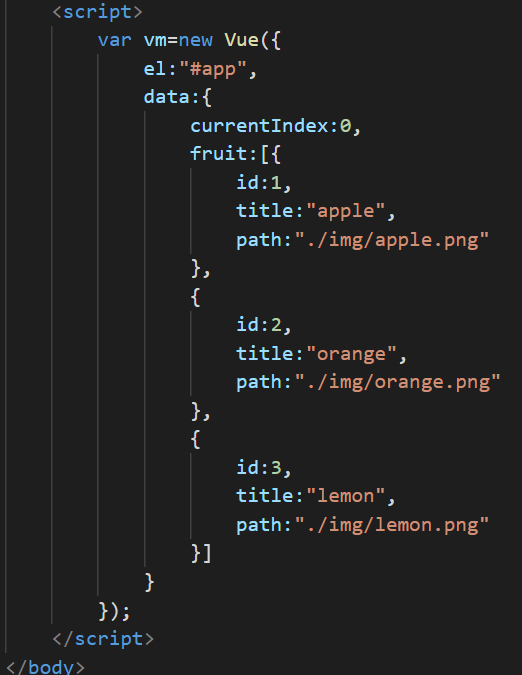 <script>
var vm=new Vue({
el:"#app",
data:{
currentIndex:0,
fruit:[{
id:1,
title:"apple",
path:"./img/apple.png"
},
{
id:2,
title:"orange",
path:"./img/orange.png"
},
{
id:3,
title:"lemon",
path:"./img/lemon.png"
}]
}
});
</script>
</body>